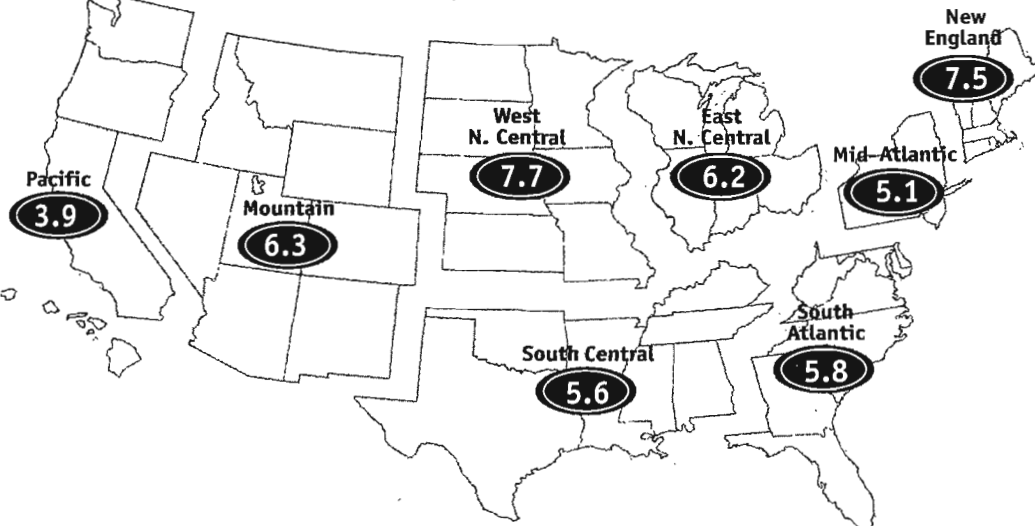 New
England
7.5
West
N. Central
7.7
East
N. Central
6.2
Mid-Atlantic
5.1
Pacific
3.9
Mountain
6.3
South
Atlantic
5.8
South Central
5.6